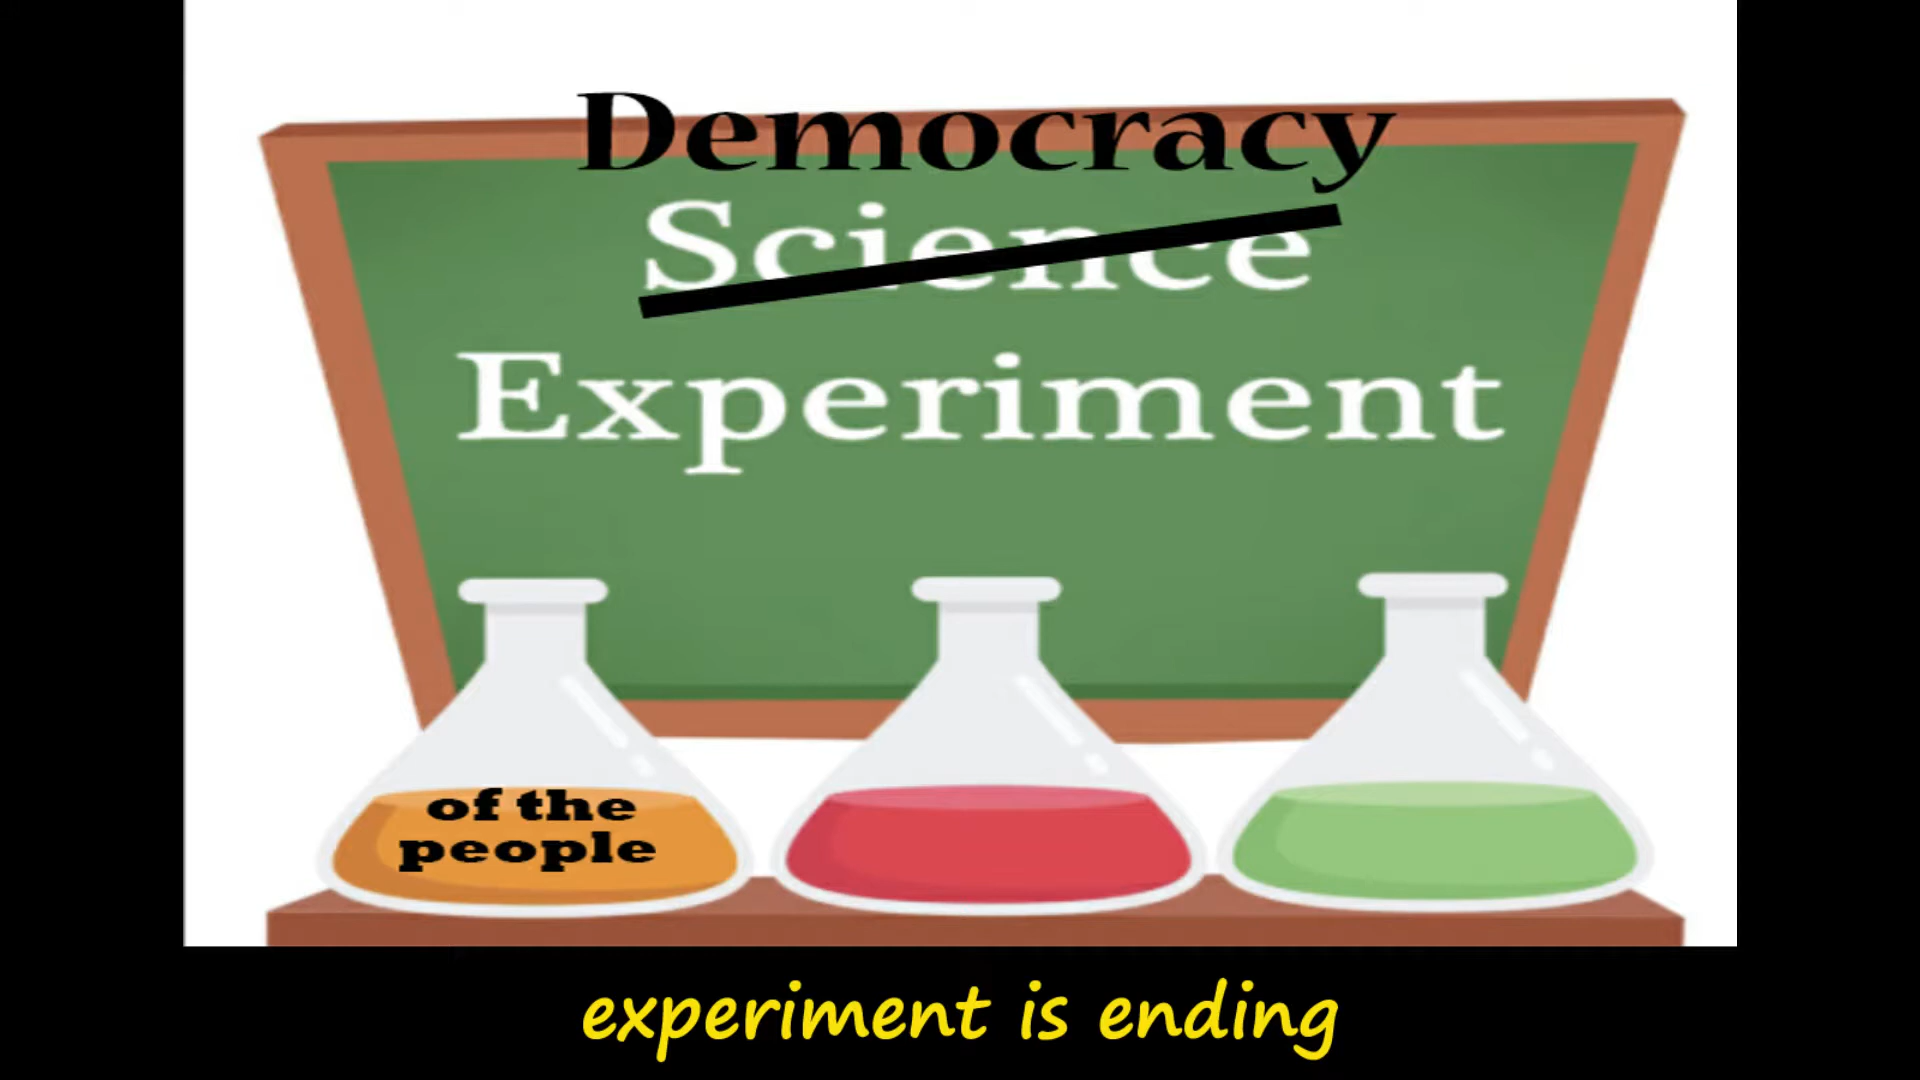 Democracy
Science
Experiment
of the
people
experiment is ending